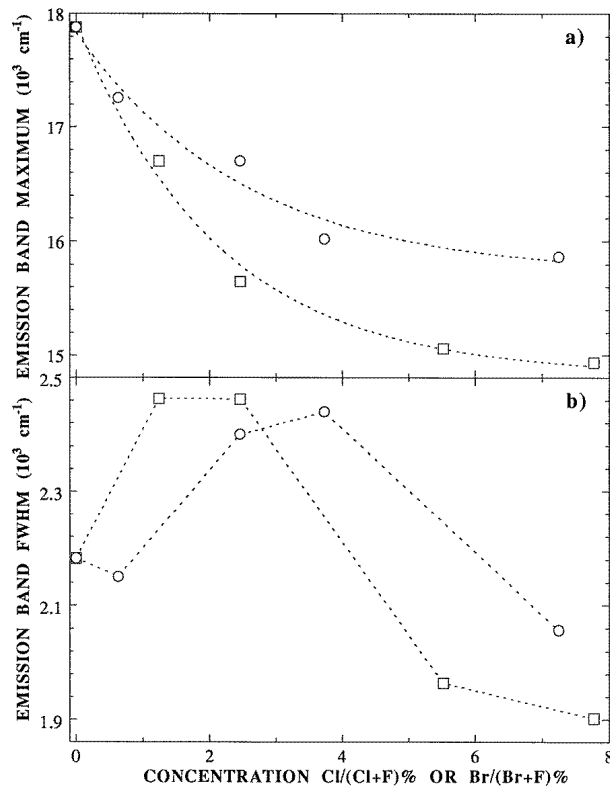 18
17
16
15
EMISSION BAND MAXIMUM (10³ cm⁻¹)
a)
2.5
2.3
2.1
1.9
EMISSION BAND FWHM (10³ cm⁻¹)
b)
0 2 4 6 8
CONCENTRATION Cl/(Cl+F)% OR Br/(Br+F)%